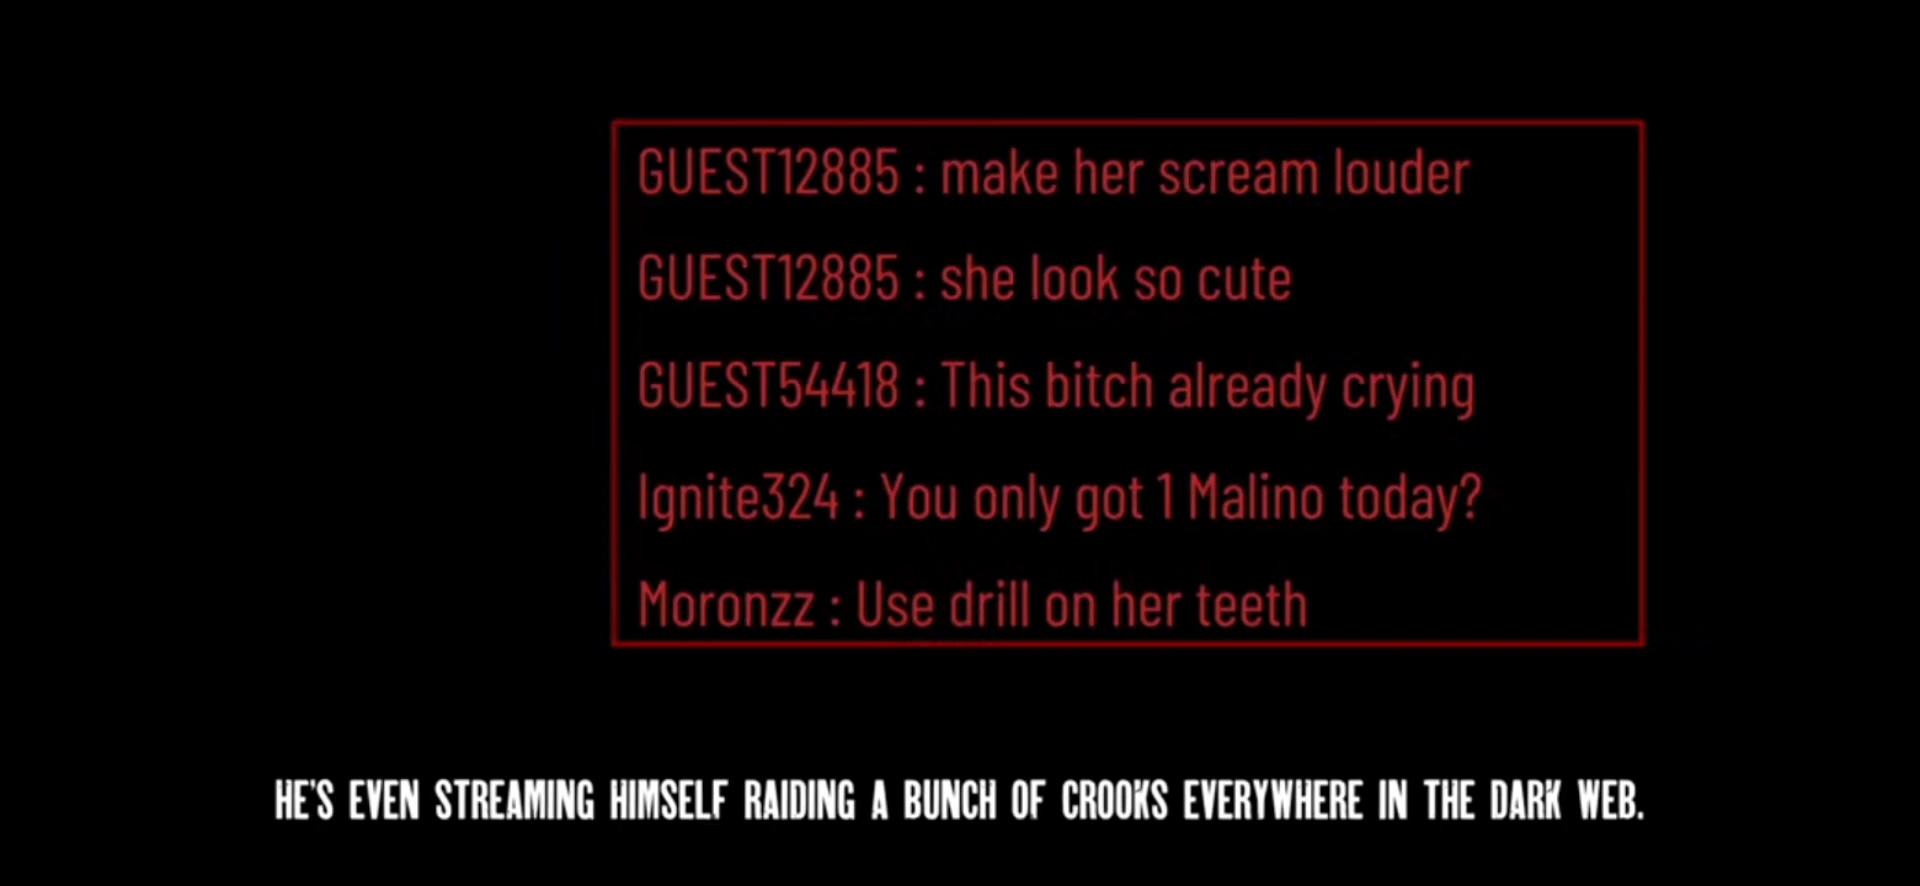 GUEST12885 : make her scream louder
GUEST12885 : she look so cute
GUEST54418 : This bitch already crying
Ignite324 : You only got 1 Malino today?
Moronzz : Use drill on her teeth
HE'S EVEN STREAMING HIMSELF RAIDING A BUNCH OF CROOKS EVERYWHERE IN THE DARK WEB.